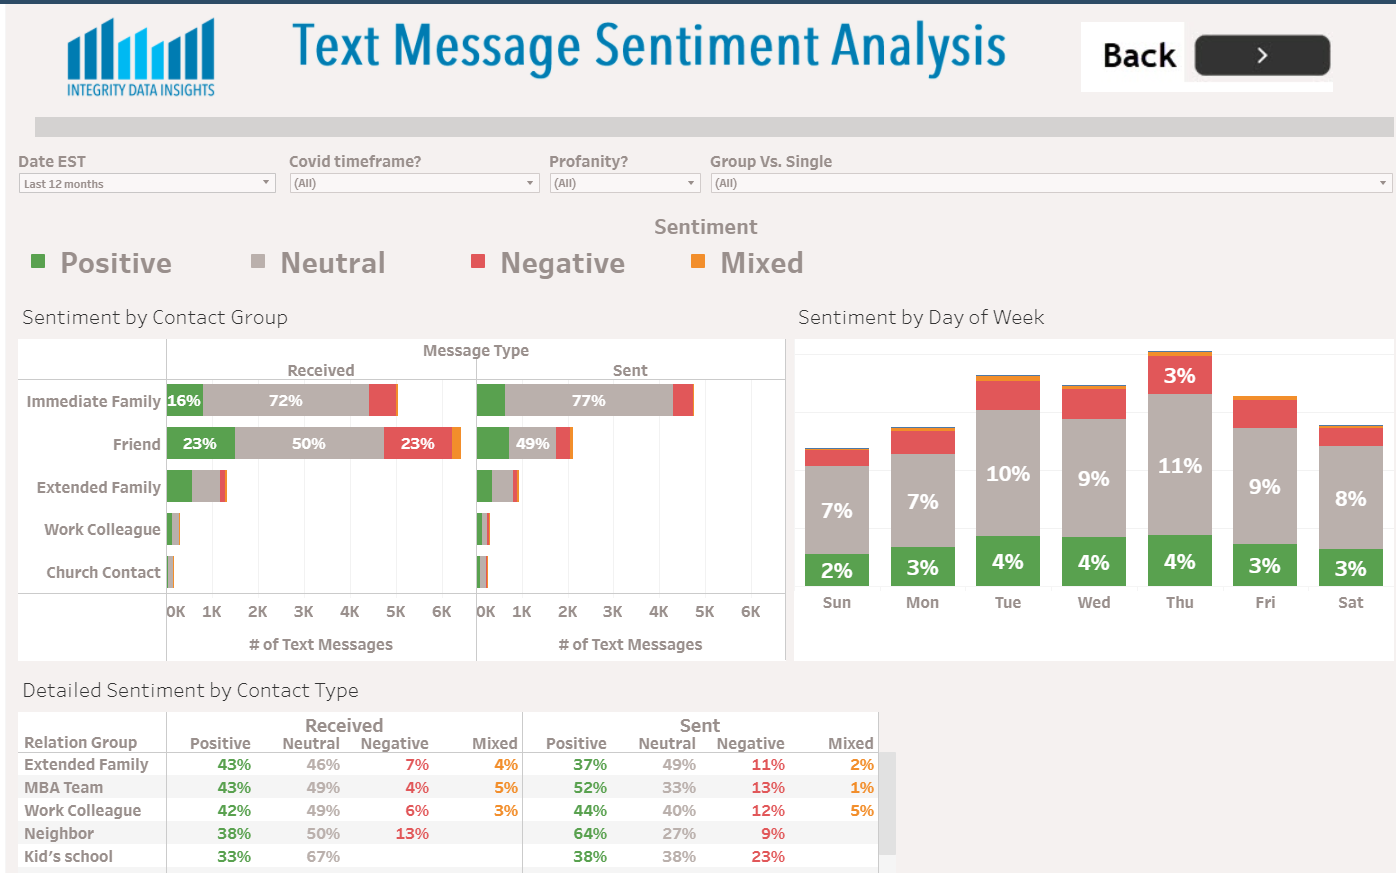 Text Message Sentiment Analysis
INTEGRITY DATA INSIGHTS
Back
Date EST
Covid timeframe?
Profanity?
Group Vs. Single
Last 12 months
(All)
(All)
(All)
Sentiment
Positive
Neutral
Negative
Mixed
Sentiment by Contact Group
Message Type
Received
Sent
Immediate Family
16%
72%
77%
Friend
23%
50%
23%
49%
Extended Family
Work Colleague
Church Contact
0K 1K 2K 3K 4K 5K 6K
0K 1K 2K 3K 4K 5K 6K
# of Text Messages
# of Text Messages
Sentiment by Day of Week
3%
7% 7% 10% 9% 11% 9% 8%
2% 3% 4% 4% 4% 3% 3%
Sun Mon Tue Wed Thu Fri Sat
Detailed Sentiment by Contact Type
Received Sent
Relation Group Positive Neutral Negative Mixed Positive Neutral Negative Mixed
Extended Family 43% 46% 7% 4% 37% 49% 11% 2%
MBA Team 43% 49% 4% 5% 52% 33% 13% 1%
Work Colleague 42% 49% 6% 3% 44% 40% 12% 5%
Neighbor 38% 50% 13% 64% 27% 9%
Kid's school 33% 67% 38% 38% 23%